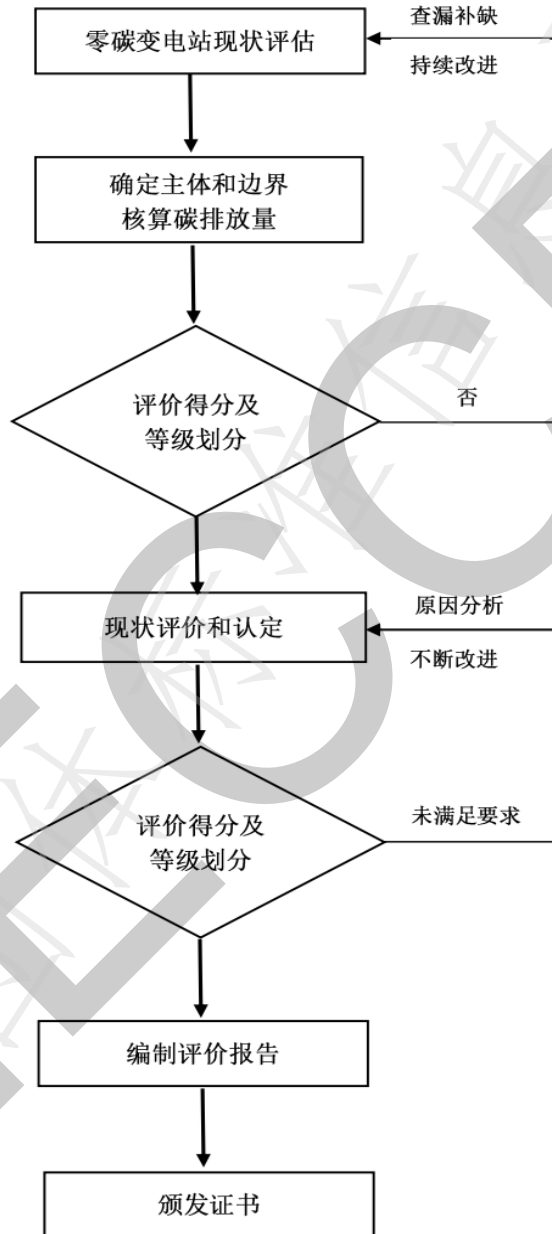 零碳变电站现状评估
查漏补缺
持续改进
确定主体和边界
核算碳排放量
评价得分及
等级划分
否
现状评价和认定
原因分析
不断改进
评价得分及
等级划分
未满足要求
编制评价报告
颁发证书